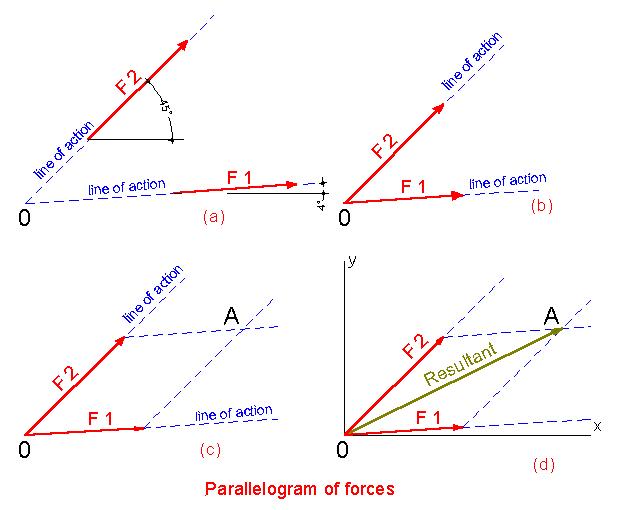 F 2
45°
line of action
line of action
F 1
4°
0
(a)
line of action
F 2
F 1
line of action
0
(b)
line of action
A
F 2
F 1
line of action
0
(c)
y
A
F 2
Resultant
F 1
x
0
(d)
Parallelogram of forces